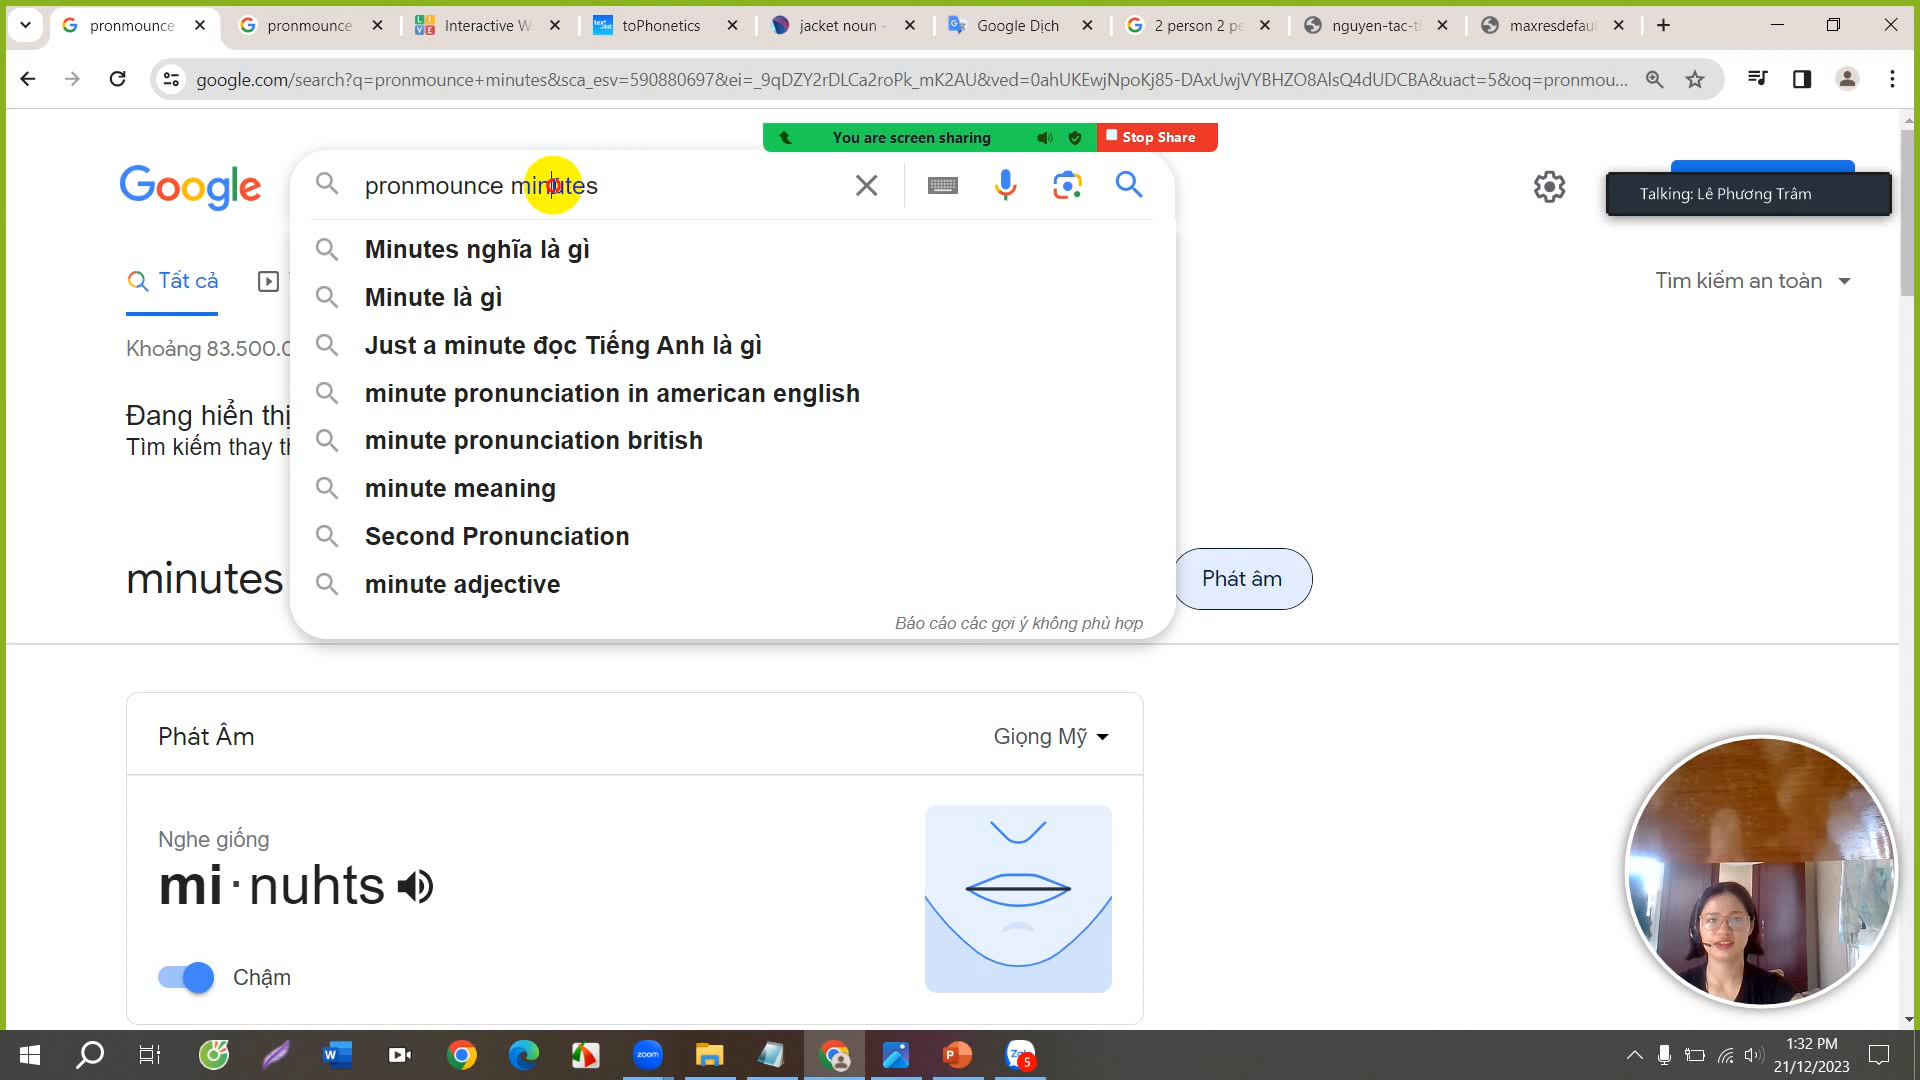 pronmounce
pronmounce
Interactive W
toPhonetics
jacket noun -
Google Dịch
2 person 2 pe
nguyen-tac-t
maxresdefau
google.com/search?q=pronmounce+minutes&sca_esv=590880697&ei=_9qDZY2rDLCa2roPk_mK2AU&ved=0ahUKEwjNpoKj85-DAxUwjVYBHZO8AlsQ4dUDCBA&uact=5&oq=pronmou...
You are screen sharing
Stop Share
Google
pronmounce minutes
Talking: Lê Phương Trâm
Minutes nghĩa là gì
Minute là gì
Just a minute đọc Tiếng Anh là gì
minute pronunciation in american english
minute pronunciation british
minute meaning
Second Pronunciation
minute adjective
Báo cáo các gợi ý không phù hợp
Tất cả
Tìm kiếm an toàn
Khoảng 83.500.0
Đang hiển thị
Tìm kiếm thay th
minutes
Phát âm
Phát Âm
Giọng Mỹ
Nghe giống
mi·nuhts
Chậm
zoom
5
1:32 PM
21/12/2023